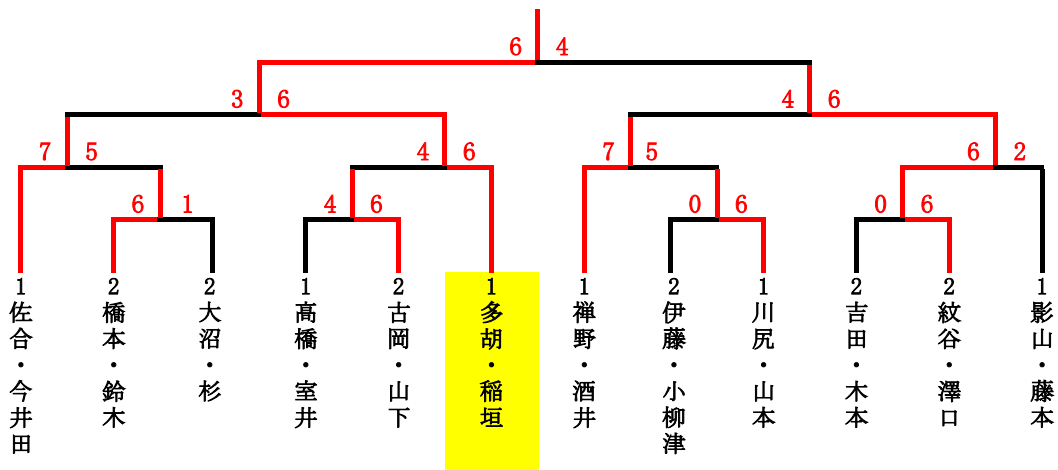 6 4
3 6 4 6
7 5 4 6 7 5 6 2
6 1 4 6 0 6 0 6
1 2 2 1 2 1 1 2 1 2 2 1
佐合・今井田
橋本・鈴木
大沼・杉
高橋・室井
古岡・山下
多胡・稲垣
禅野・酒井
伊藤・小柳津
川尻・山本
吉田・木本
紋谷・澤口
影山・藤本